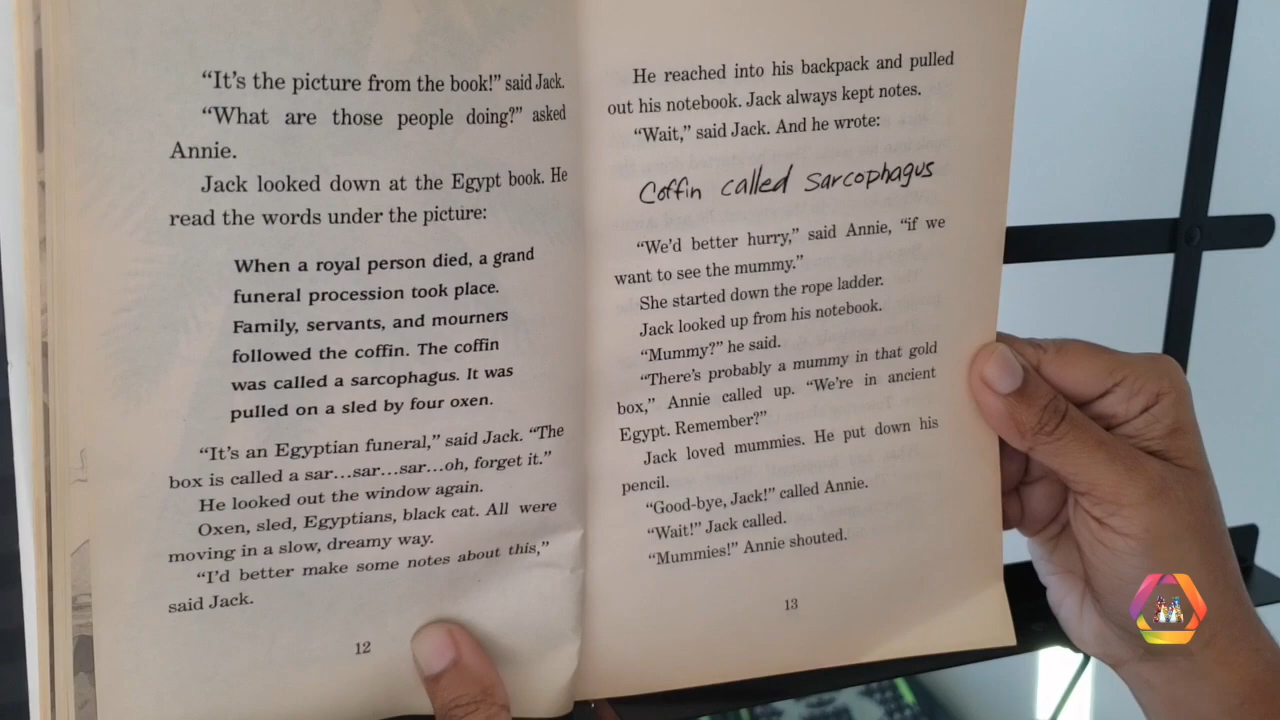 “It’s the picture from the book!” said Jack.
“What are those people doing?” asked
Annie.
Jack looked down at the Egypt book. He
read the words under the picture:
When a royal person died, a grand
funeral procession took place.
Family, servants, and mourners
followed the coffin. The coffin
was called a sarcophagus. It was
pulled on a sled by four oxen.
“It’s an Egyptian funeral,” said Jack. “The
box is called a sar…sar…sar…oh, forget it.”
He looked out the window again.
Oxen, sled, Egyptians, black cat. All were
moving in a slow, dreamy way.
“I’d better make some notes about this,”
said Jack.
12
He reached into his backpack and pulled
out his notebook. Jack always kept notes.
“Wait,” said Jack. And he wrote:
Coffin called sarcophagus
“We’d better hurry,” said Annie, “if we
want to see the mummy.”
She started down the rope ladder.
Jack looked up from his notebook.
“Mummy?” he said.
“There’s probably a mummy in that gold
box,” Annie called up. “We’re in ancient
Egypt. Remember?”
Jack loved mummies. He put down his
pencil.
“Good-bye, Jack!” called Annie.
“Wait!” Jack called.
“Mummies!” Annie shouted.
13